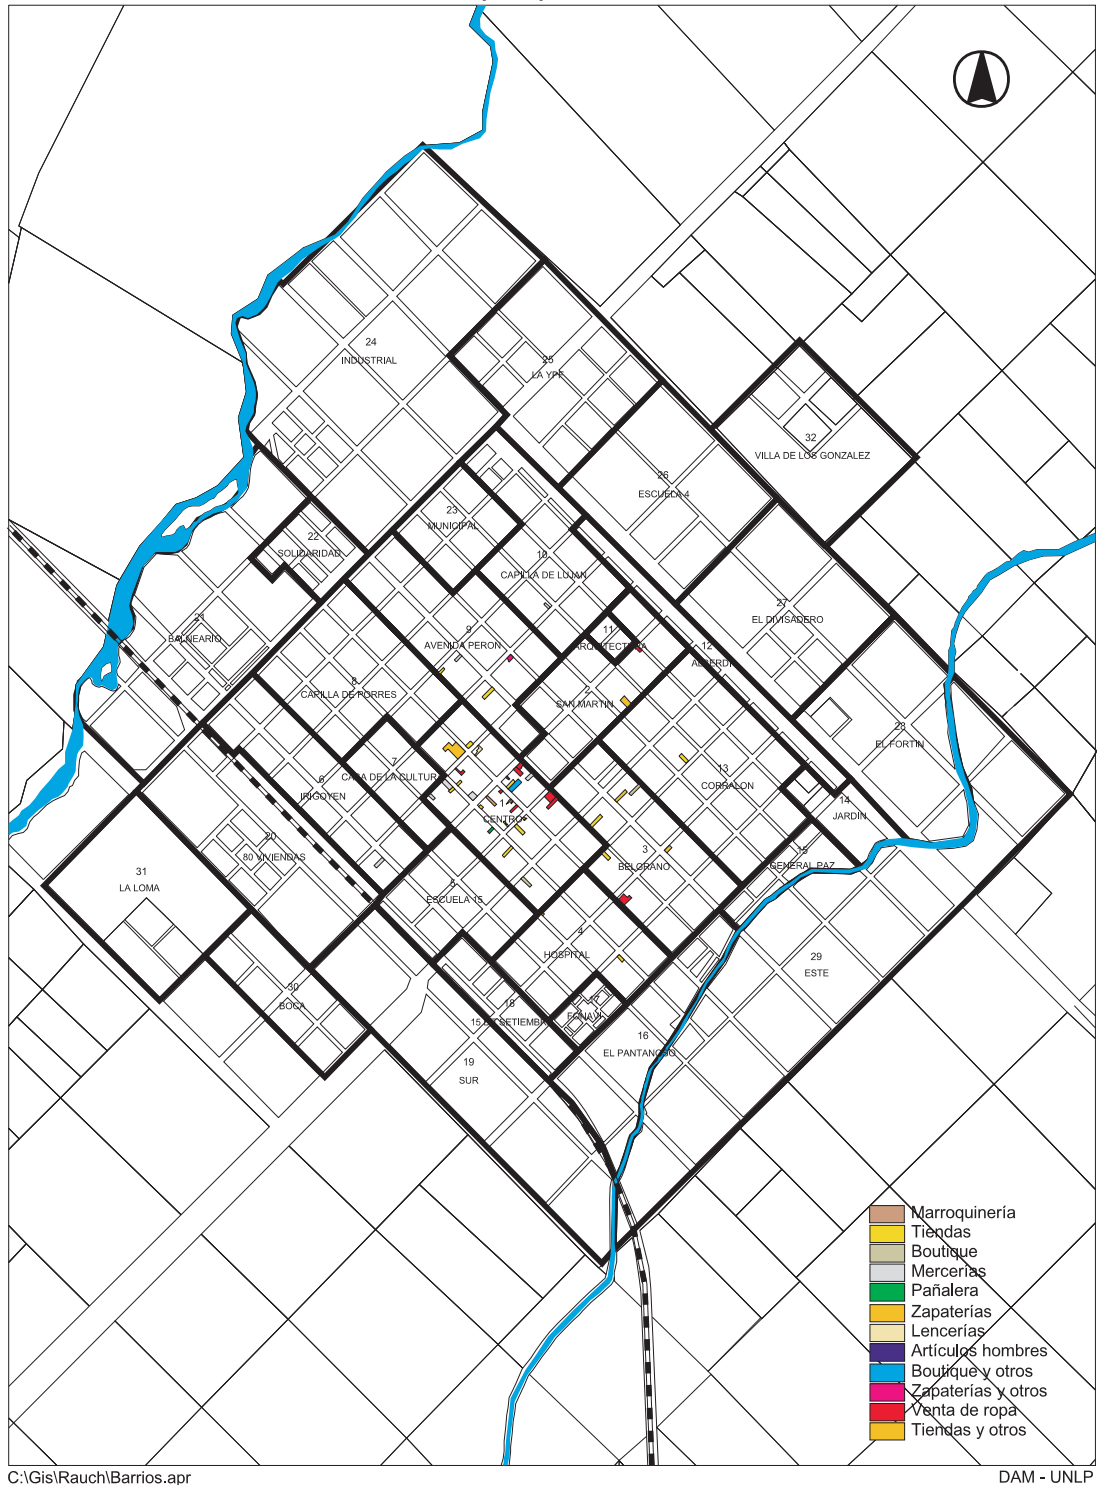 24
INDUSTRIAL
25
LA YPF
32
VILLA DE LOS GONZALEZ
26
ESCUELA 4
23
MUNICIPAL
22
SOLIDARIDAD
10
CAPILLA DE LUJAN
27
EL DIVISADERO
21
BALNEARIO
9
AVENIDA PERON
11
ARQUITECTURA
12
ALBERDI
8
CAPILLA DE PORRES
2
SAN MARTIN
28
EL FORTIN
7
CASA DE LA CULTURA
6
IRIGOYEN
13
CORRALON
1
CENTRO
14
JARDIN
20
80 VIVIENDAS
3
BELGRANO
15
GENERAL PAZ
31
LA LOMA
5
ESCUELA 15
4
HOSPITAL
29
ESTE
30
BOCA
18
15 DE SETIEMBRE
FONAVI
16
EL PANTANOSO
19
SUR
Marroquinería
Tiendas
Boutique
Mercerías
Pañalera
Zapaterías
Lencerías
Artículos hombres
Boutique y otros
Zapaterías y otros
Venta de ropa
Tiendas y otros
C:\Gis\Rauch\Barrios.apr
DAM - UNLP